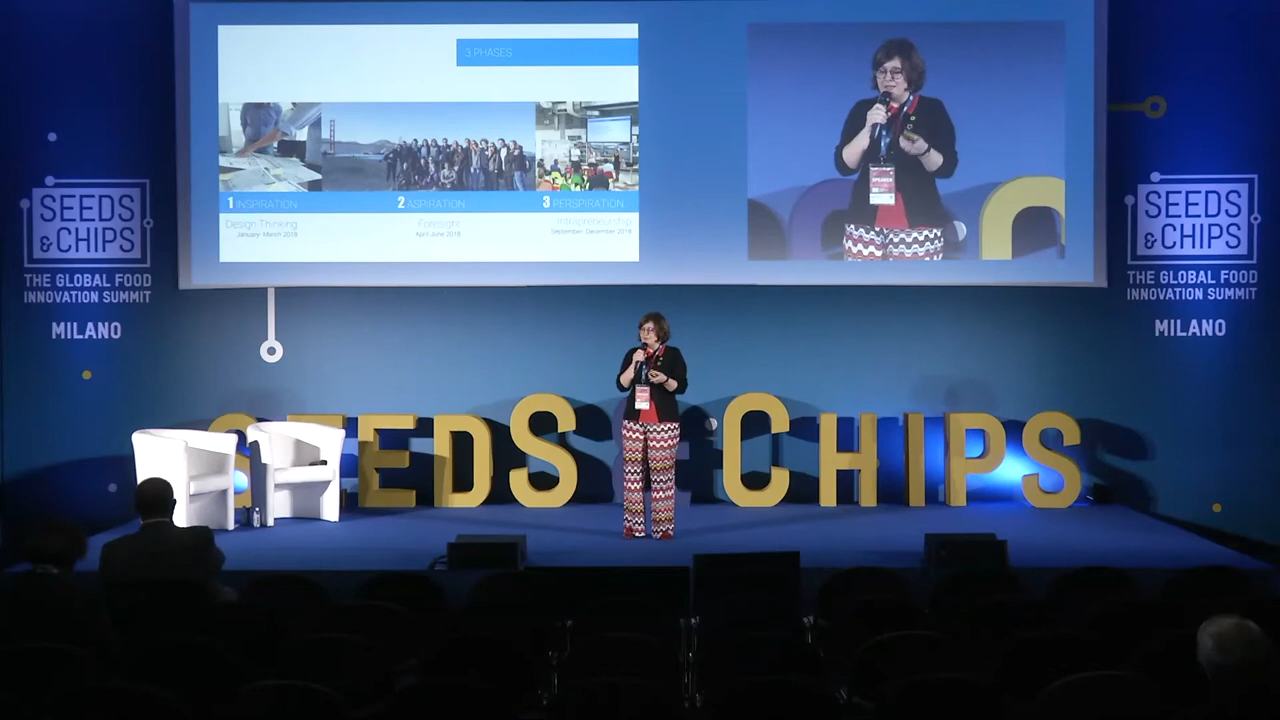 3 PHASES
1 INSPIRATION
2 ASPIRATION
3 PERSPIRATION
Design Thinking
January- March 2018
Foresight
April-June 2018
Intrapreneurship
September- December 2018
SPEAKER
SEEDS
& CHIPS
THE GLOBAL FOOD
INNOVATION SUMMIT
MILANO
SEEDS
& CHIPS
THE GLOBAL FOOD
INNOVATION SUMMIT
MILANO
SEEDS CHIPS